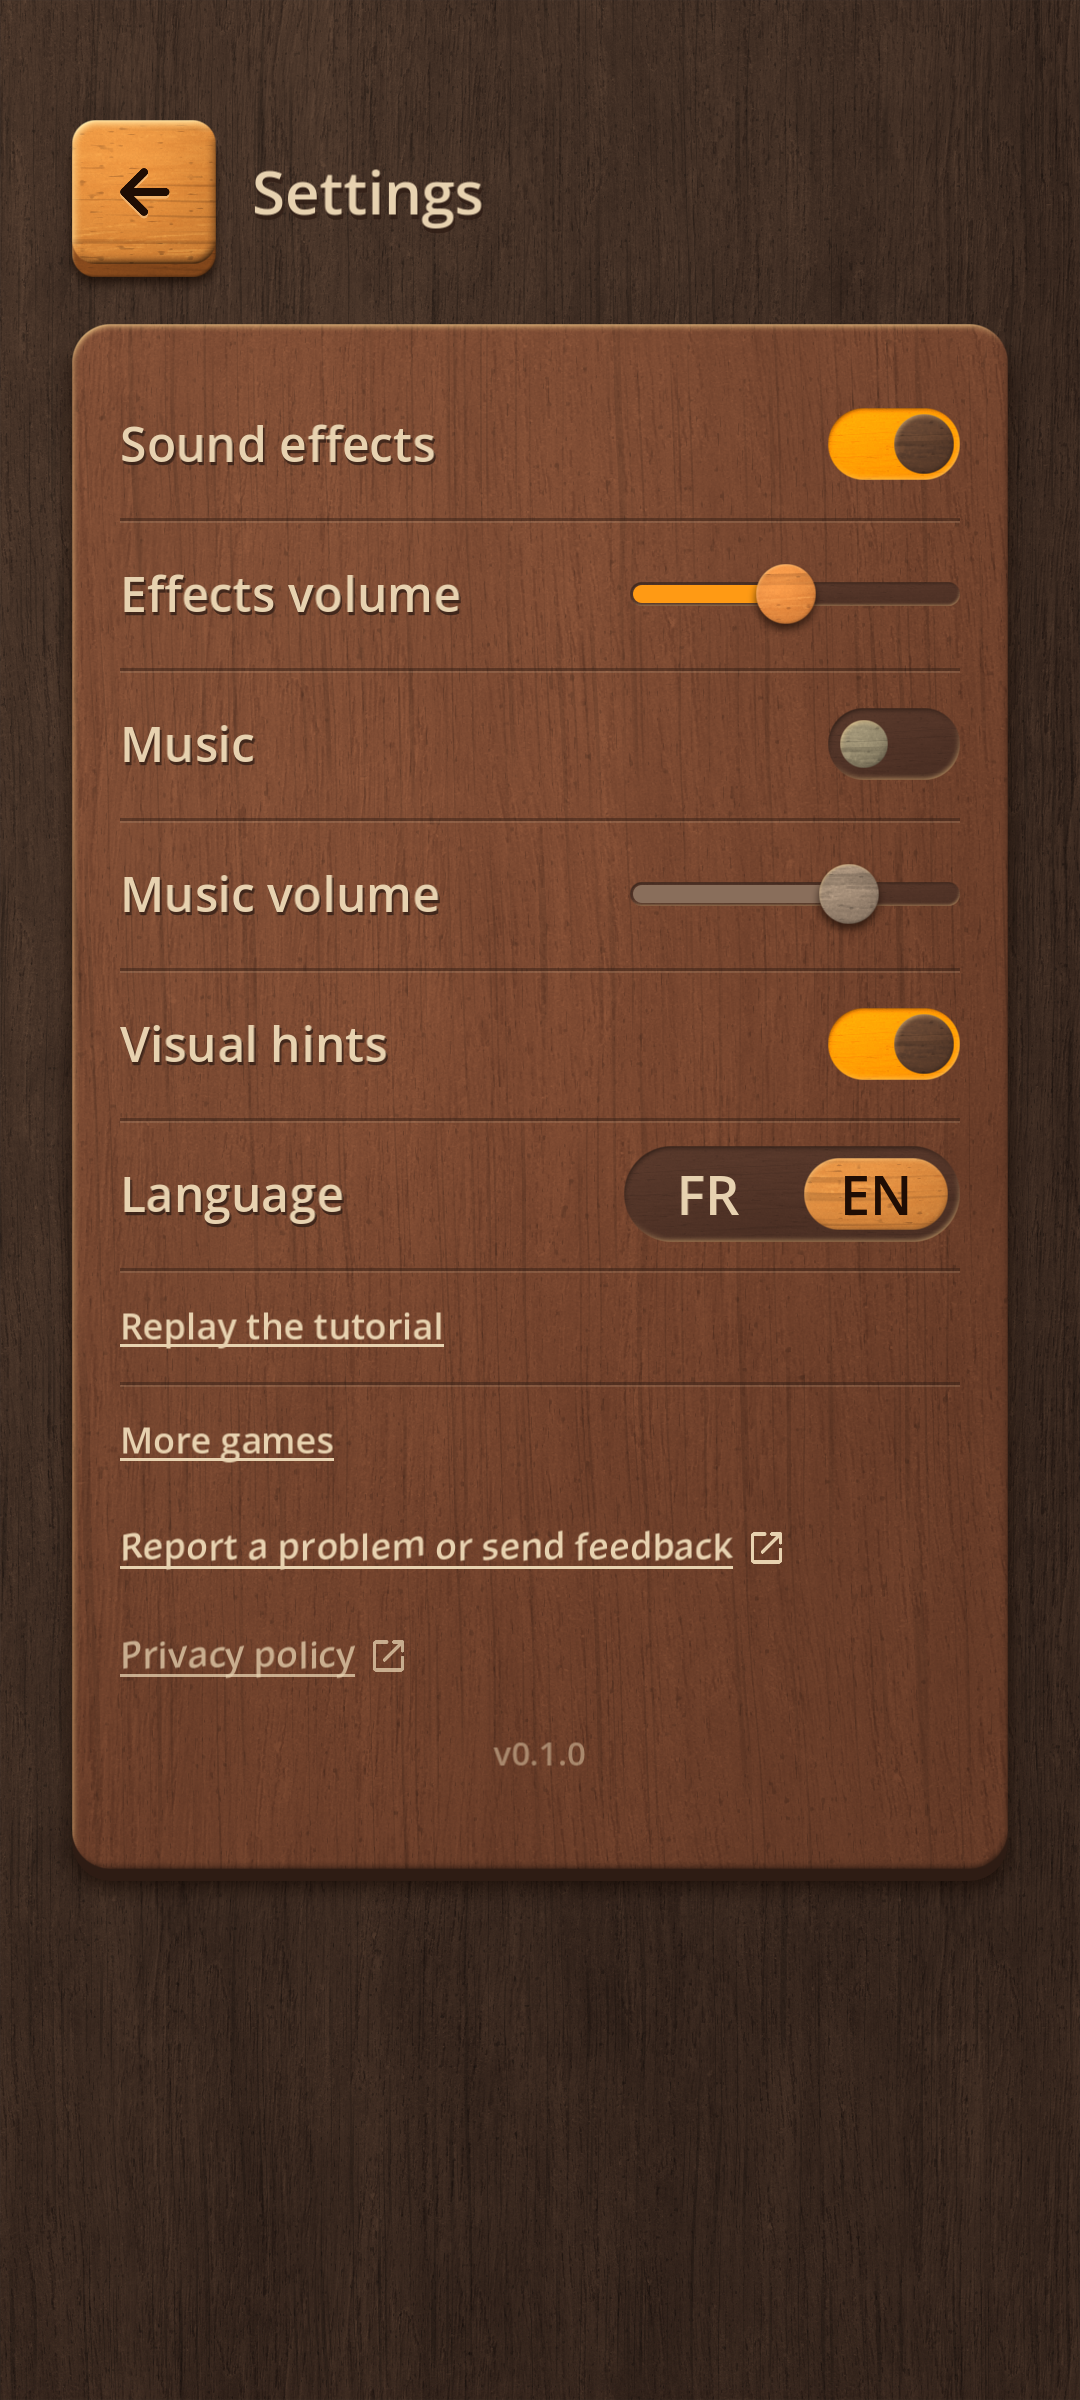 Settings
Sound effects
Effects volume
Music
Music volume
Visual hints
Language FR EN
Replay the tutorial
More games
Report a problem or send feedback
Privacy policy
v0.1.0